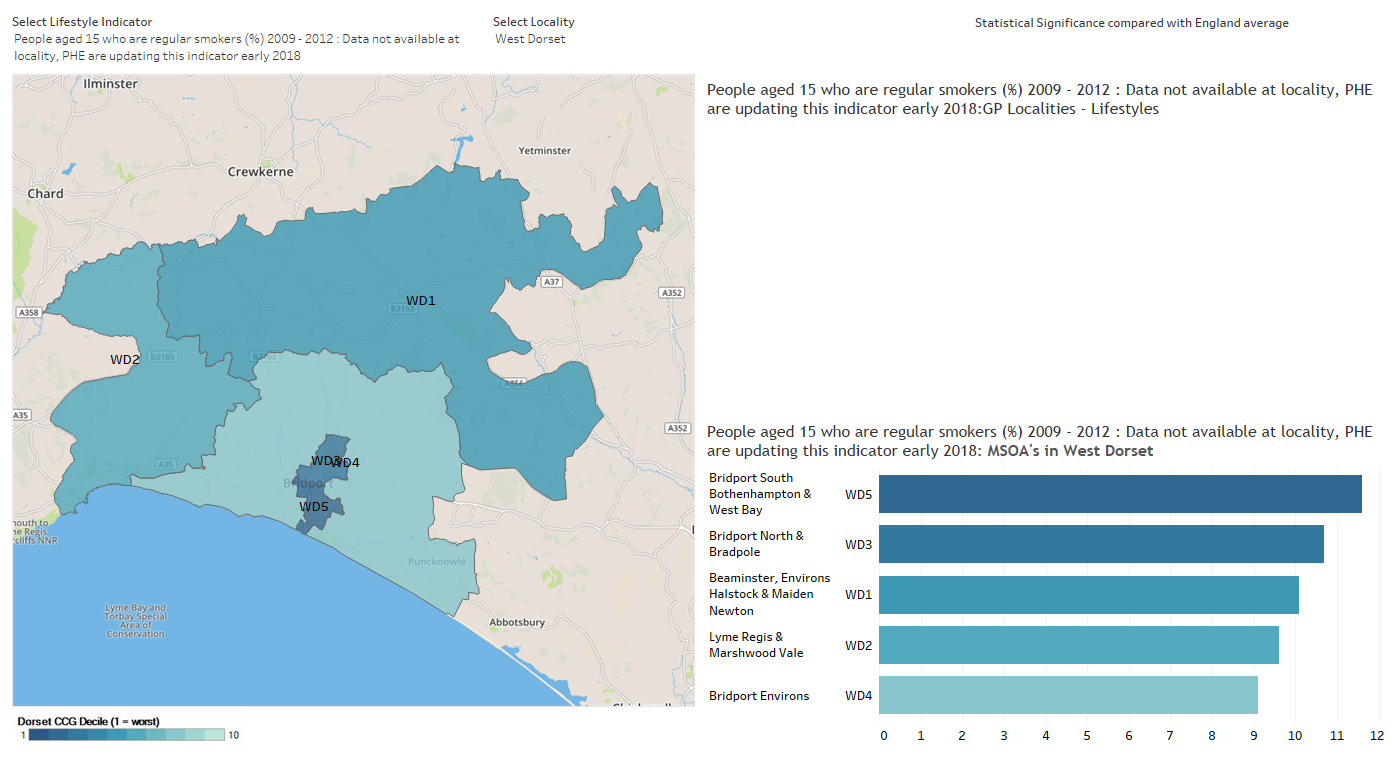 Select Lifestyle Indicator
People aged 15 who are regular smokers (%) 2009 - 2012 : Data not available at
locality, PHE are updating this indicator early 2018
Select Locality
West Dorset
Statistical Significance compared with England average
People aged 15 who are regular smokers (%) 2009 - 2012 : Data not available at locality, PHE
are updating this indicator early 2018:GP Localities - Lifestyles
Ilminster
Yetminster
Crewkerne
Chard
A37
A352
WD1
B3163
A358
WD2
B3165
B3162
A356
A35
A352
WD3
WD4
A35
Bridport
WD5
mouth to
ne Regis
rcliffs NNR
Puncknowle
Lyme Bay and
Torbay Special
Area of
Conservation
Abbotsbury
Dorset CCG Decile (1 = worst)
1
10
People aged 15 who are regular smokers (%) 2009 - 2012 : Data not available at locality, PHE
are updating this indicator early 2018: MSOA's in West Dorset
Bridport South
Bothenhampton &
West Bay
WD5
Bridport North &
Bradpole
WD3
Beaminster, Environs
Halstock & Maiden
Newton
WD1
Lyme Regis &
Marshwood Vale
WD2
Bridport Environs
WD4
0 1 2 3 4 5 6 7 8 9 10 11 12